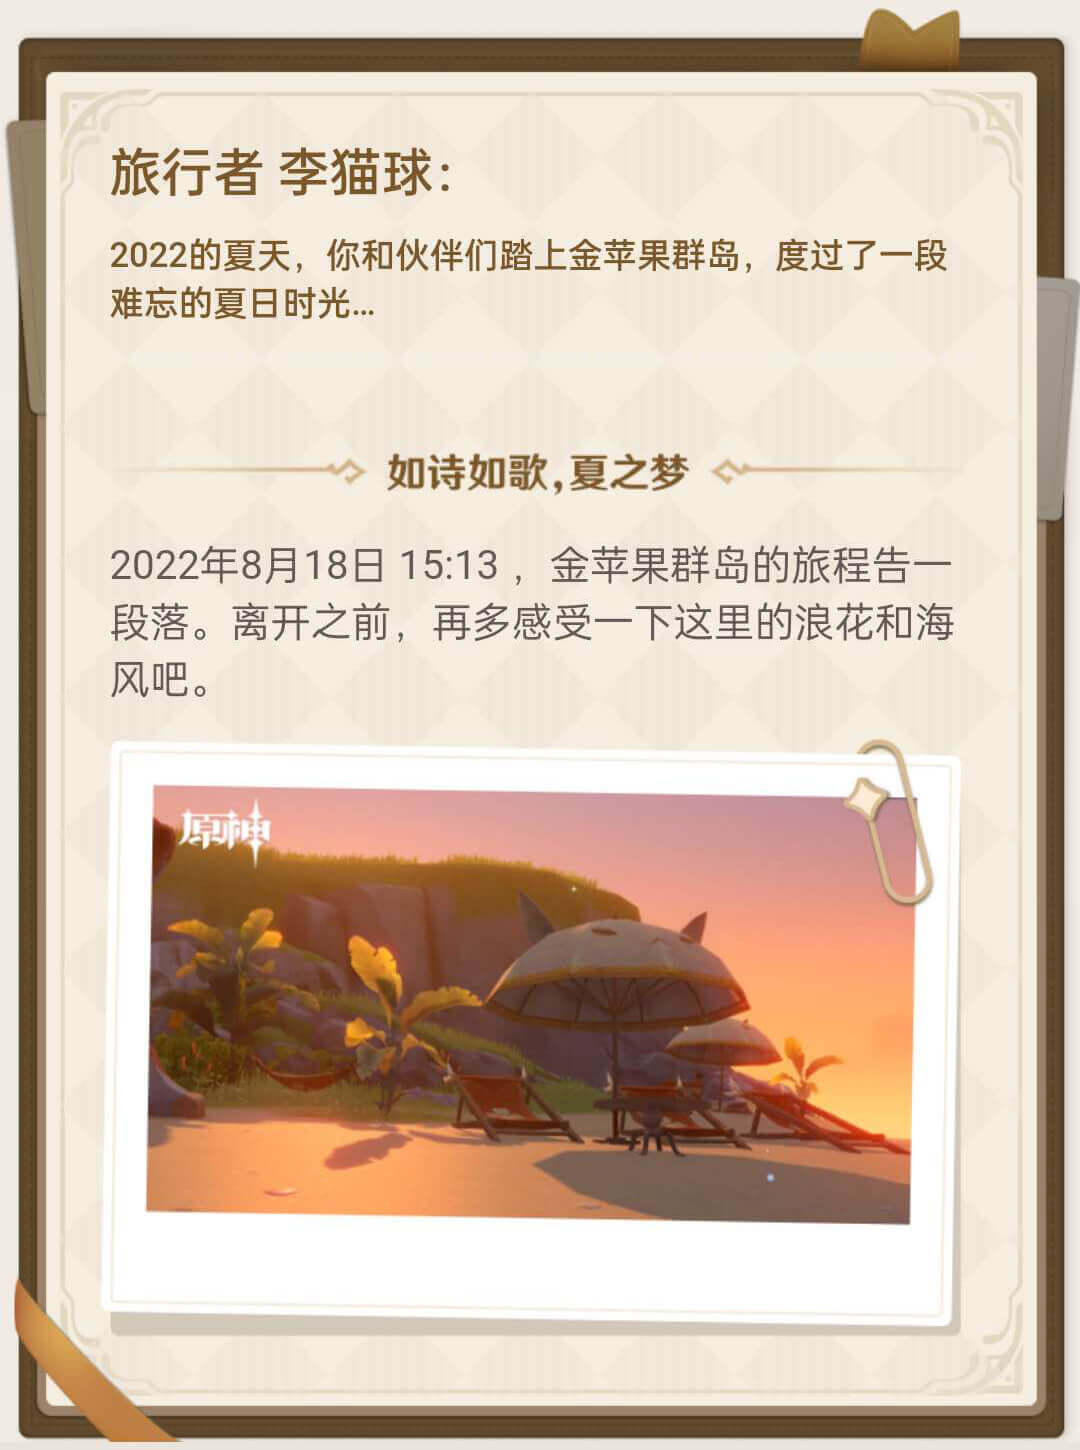 旅行者 李猫球：
2022的夏天，你和伙伴们踏上金苹果群岛，度过了一段
难忘的夏日时光...
如诗如歌,夏之梦
2022年8月18日 15:13 ，金苹果群岛的旅程告一
段落。离开之前，再多感受一下这里的浪花和海
风吧。
原神